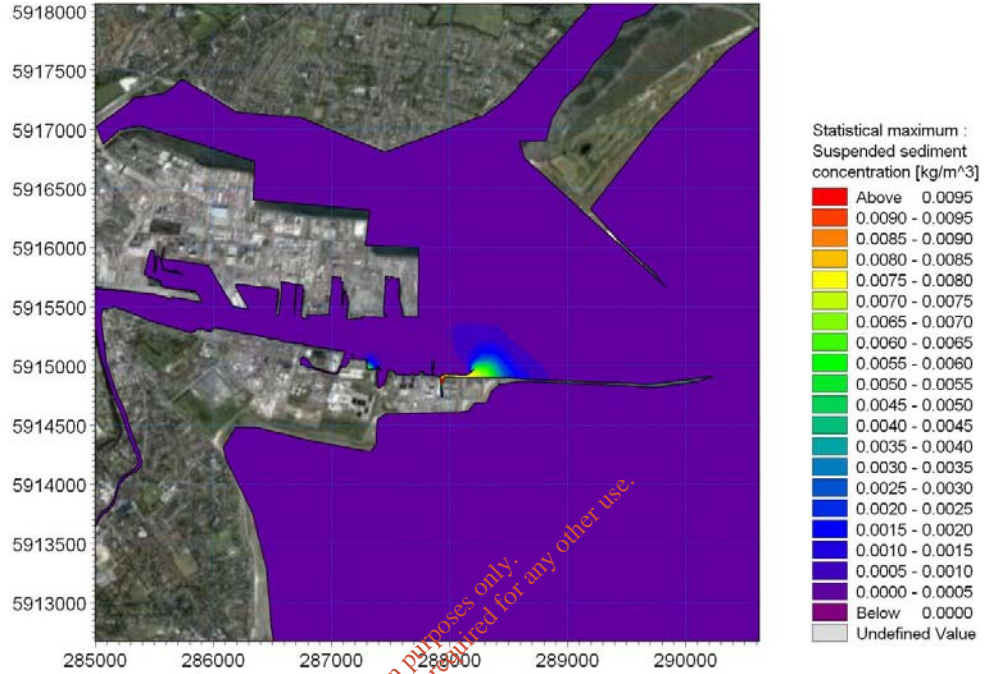 5918000
5917500
5917000
5916500
5916000
5915500
5915000
5914500
5914000
5913500
5913000
285000 286000 287000 288000 289000 290000
Statistical maximum :
Suspended sediment
concentration [kg/m^3]
Above 0.0095
0.0090 - 0.0095
0.0085 - 0.0090
0.0080 - 0.0085
0.0075 - 0.0080
0.0070 - 0.0075
0.0065 - 0.0070
0.0060 - 0.0065
0.0055 - 0.0060
0.0050 - 0.0055
0.0045 - 0.0050
0.0040 - 0.0045
0.0035 - 0.0040
0.0030 - 0.0035
0.0025 - 0.0030
0.0020 - 0.0025
0.0015 - 0.0020
0.0010 - 0.0015
0.0005 - 0.0010
0.0000 - 0.0005
Below 0.0000
Undefined Value
purposes only.
required for any other use.